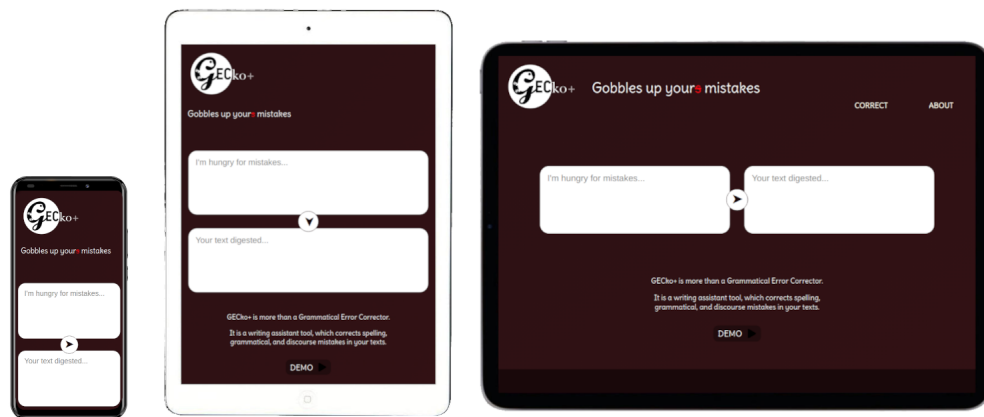 GECko+
Gobbles up yours mistakes
I'm hungry for mistakes...
Your text digested...
GECko+
Gobbles up yours mistakes
I'm hungry for mistakes...
Your text digested...
GECko+ is more than a Grammatical Error Corrector.
It is a writing assistant tool, which corrects spelling,
grammatical, and discourse mistakes in your texts.
DEMO
GECko+
Gobbles up yours mistakes
CORRECT
ABOUT
I'm hungry for mistakes...
Your text digested...
GECko+ is more than a Grammatical Error Corrector.
It is a writing assistant tool, which corrects spelling,
grammatical, and discourse mistakes in your texts.
DEMO